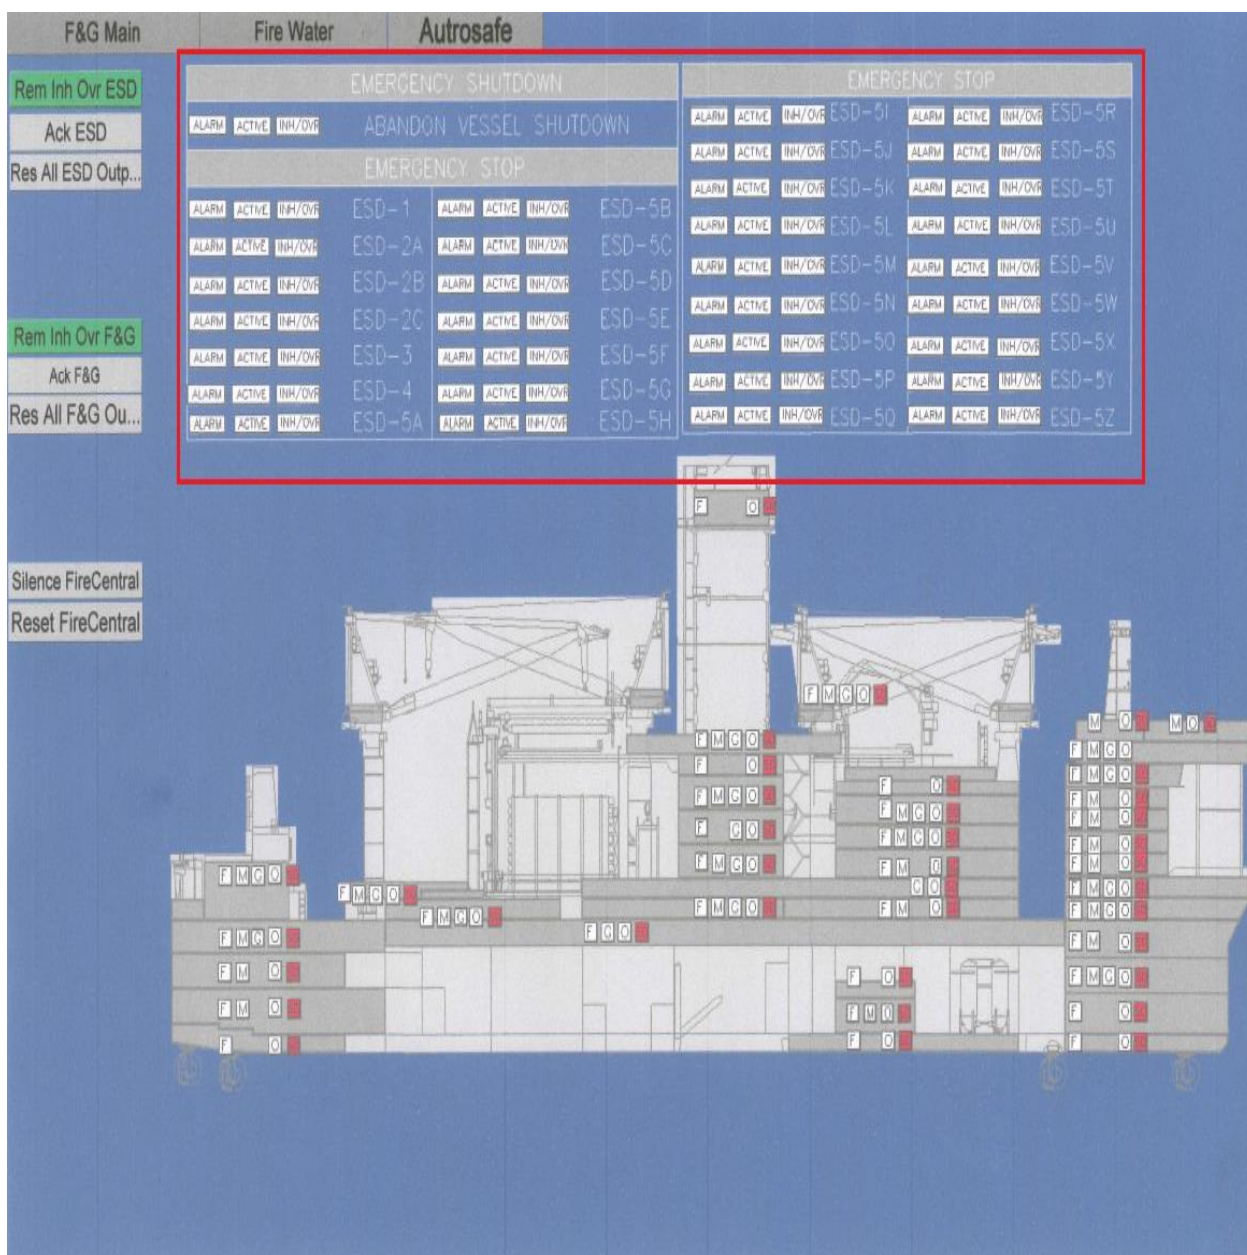 F&G Main Fire Water Autrosafe
Rem Inh Ovr ESD
Ack ESD
Res All ESD Outp...
Rem Inh Ovr F&G
Ack F&G
Res All F&G Ou...
Silence FireCentral
Reset FireCentral
EMERGENCY SHUTDOWN
ALARM ACTIVE INH/OVR ABANDON VESSEL SHUTDOWN
EMERGENCY STOP
ALARM ACTIVE INH/OVR ESD-1 ALARM ACTIVE INH/OVR ESD-5B
ALARM ACTIVE INH/OVR ESD-2A ALARM ACTIVE INH/OVR ESD-5C
ALARM ACTIVE INH/OVR ESD-2B ALARM ACTIVE INH/OVR ESD-5D
ALARM ACTIVE INH/OVR ESD-2C ALARM ACTIVE INH/OVR ESD-5E
ALARM ACTIVE INH/OVR ESD-3 ALARM ACTIVE INH/OVR ESD-5F
ALARM ACTIVE INH/OVR ESD-4 ALARM ACTIVE INH/OVR ESD-5G
ALARM ACTIVE INH/OVR ESD-5A ALARM ACTIVE INH/OVR ESD-5H
EMERGENCY STOP
ALARM ACTIVE INH/OVR ESD-5I ALARM ACTIVE INH/OVR ESD-5R
ALARM ACTIVE INH/OVR ESD-5J ALARM ACTIVE INH/OVR ESD-5S
ALARM ACTIVE INH/OVR ESD-5K ALARM ACTIVE INH/OVR ESD-5T
ALARM ACTIVE INH/OVR ESD-5L ALARM ACTIVE INH/OVR ESD-5U
ALARM ACTIVE INH/OVR ESD-5M ALARM ACTIVE INH/OVR ESD-5V
ALARM ACTIVE INH/OVR ESD-5N ALARM ACTIVE INH/OVR ESD-5W
ALARM ACTIVE INH/OVR ESD-5O ALARM ACTIVE INH/OVR ESD-5X
ALARM ACTIVE INH/OVR ESD-5P ALARM ACTIVE INH/OVR ESD-5Y
ALARM ACTIVE INH/OVR ESD-5Q ALARM ACTIVE INH/OVR ESD-5Z
F O
F M G O
M O M O
F M G O
F M G O
F O
F M G O
F O
F M G O
F M O
F M G O
F M O
F G O
F M G O
F M O
F M G O
F M O
F M O
G O
F M G O
F M G O
F M G O
F M O
F M G O
F M G O
F M G O
F G O
F M O
F M O
F O
F M G O
F M O
F M O
F O
F O
F O
F O